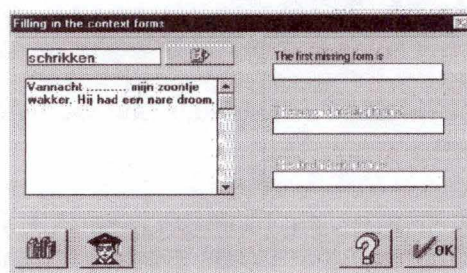 Filling in the context forms
schrikken
The first missing form is
Vannacht .......... mijn zoontje
wakker. Hij had een nare droom.
OK